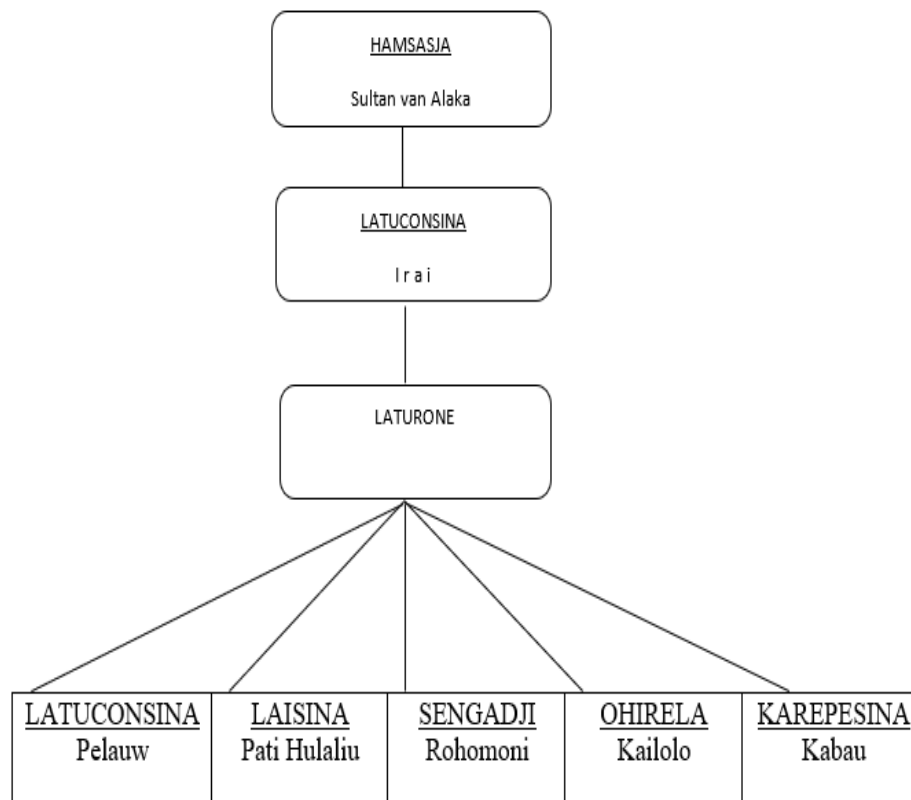 HAMSASJA
Sultan van Alaka
LATUCONSINA
I r a i
LATURONE
LATUCONSINA
Pelauw
LAISINA
Pati Hulaliu
SENGADJI
Rohomoni
OHIRELA
Kailolo
KAREPESINA
Kabau